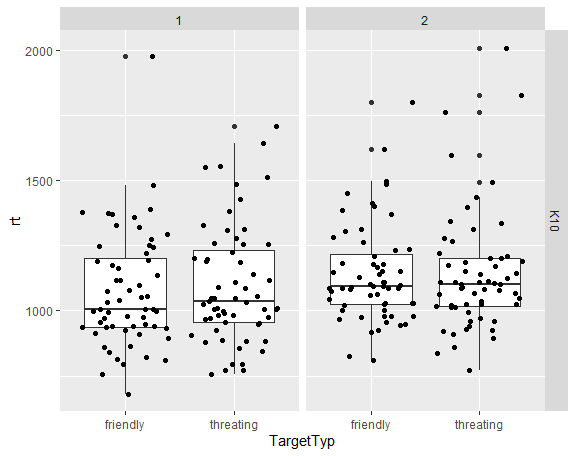 1
2
2000
1500
1000
rt
K10
friendly
threating
friendly
threating
TargetTyp